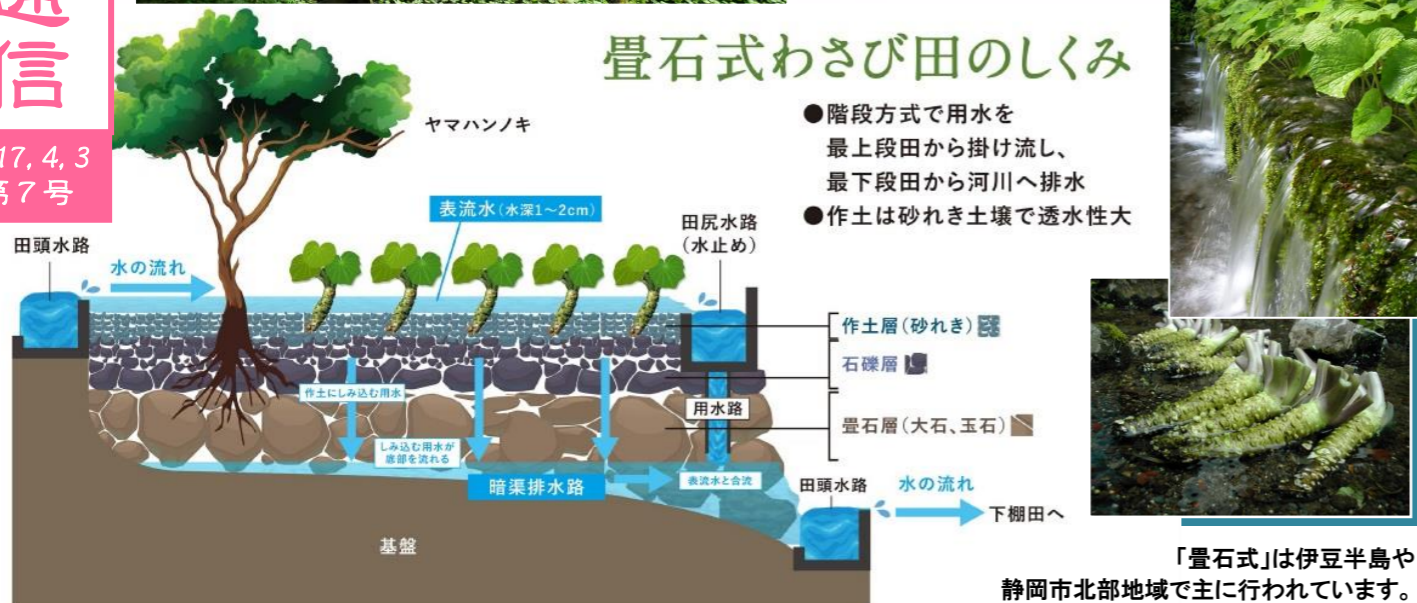 信
17, 4, 3
第7号
畳石式わさび田のしくみ
●階段方式で用水を
最上段田から掛け流し、
最下段田から河川へ排水
●作土は砂れき土壌で透水性大
ヤマハンノキ
表流水(水深1~2cm)
田頭水路
水の流れ
田尻水路
(水止め)
作土層(砂れき)
石礫層
畳石層(大石、玉石)
作土にしみ込む用水
用水路
しみ込む用水が
底部を流れる
暗渠排水路
表流水と合流
田頭水路
水の流れ
下棚田へ
基盤
「畳石式」は伊豆半島や
静岡市北部地域で主に行われています。